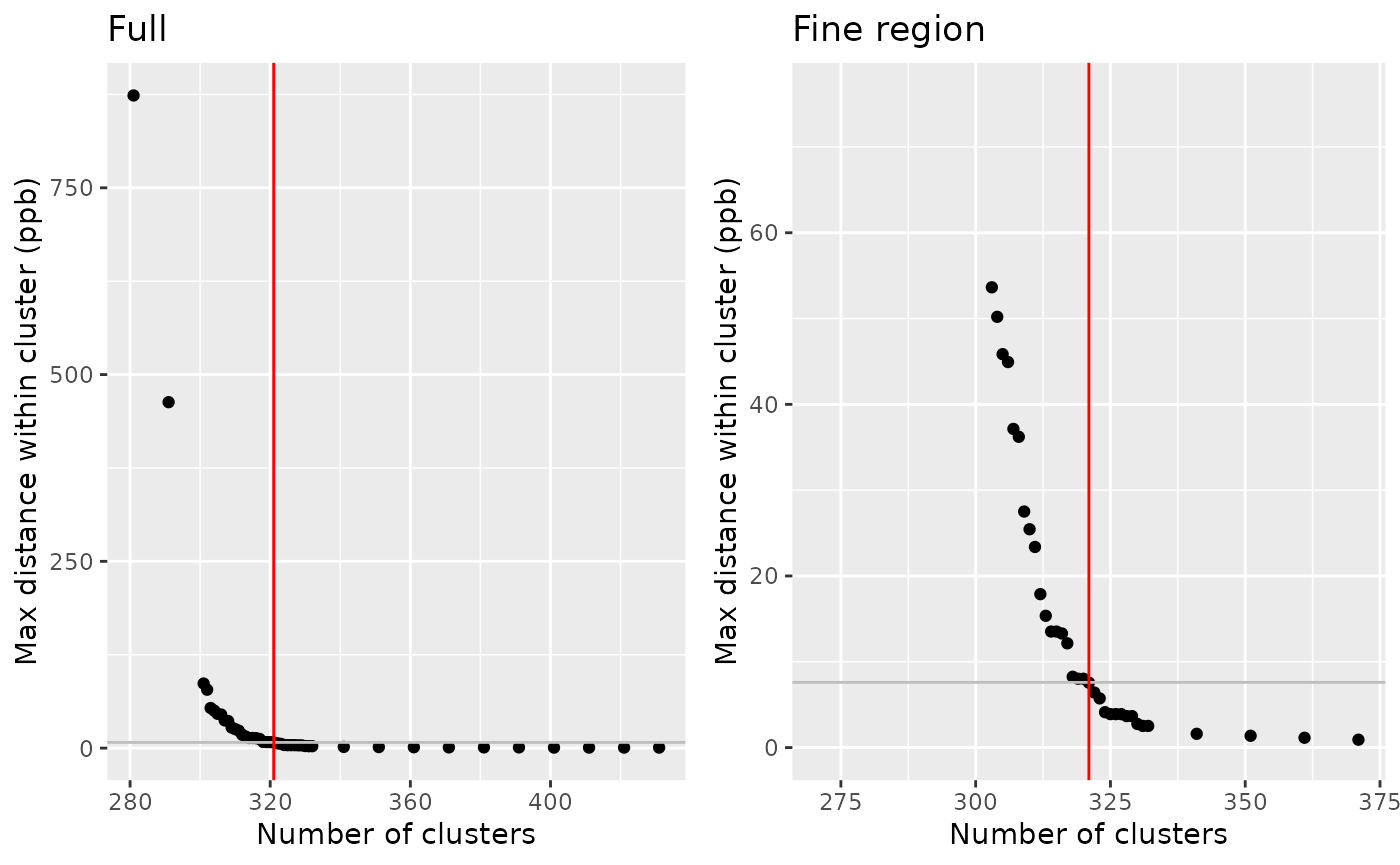 Full
Max distance within cluster (ppb)
750
500
250
0
280 320 360 400
Number of clusters
Fine region
Max distance within cluster (ppb)
60
40
20
0
275 300 325 350 375
Number of clusters